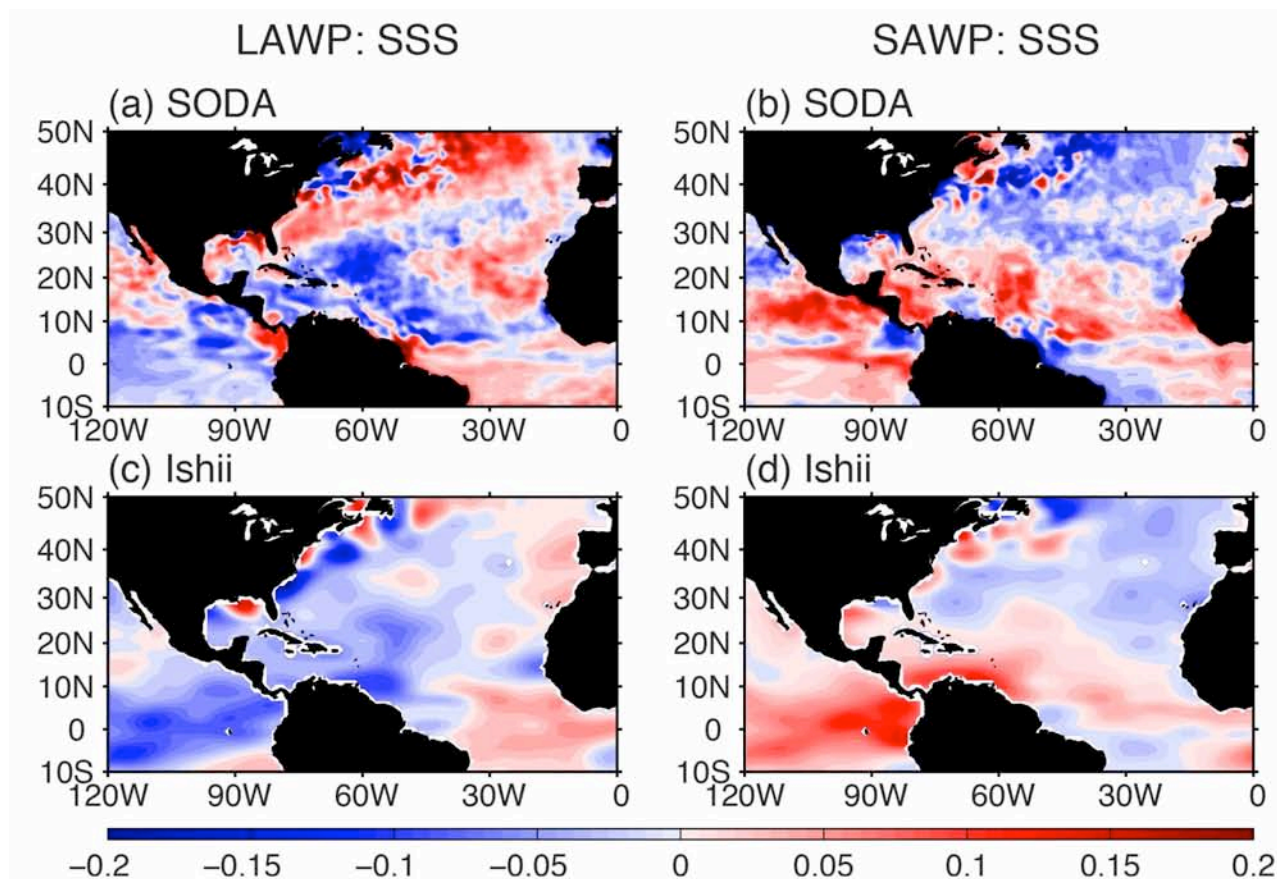 LAWP: SSS
SAWP: SSS
(a) SODA
(b) SODA
50N
40N
30N
20N
10N
0
10S
120W 90W 60W 30W 0
50N
40N
30N
20N
10N
0
10S
120W 90W 60W 30W 0
(c) Ishii
(d) Ishii
50N
40N
30N
20N
10N
0
10S
120W 90W 60W 30W 0
50N
40N
30N
20N
10N
0
10S
120W 90W 60W 30W 0
−0.2 −0.15 −0.1 −0.05 0 0.05 0.1 0.15 0.2